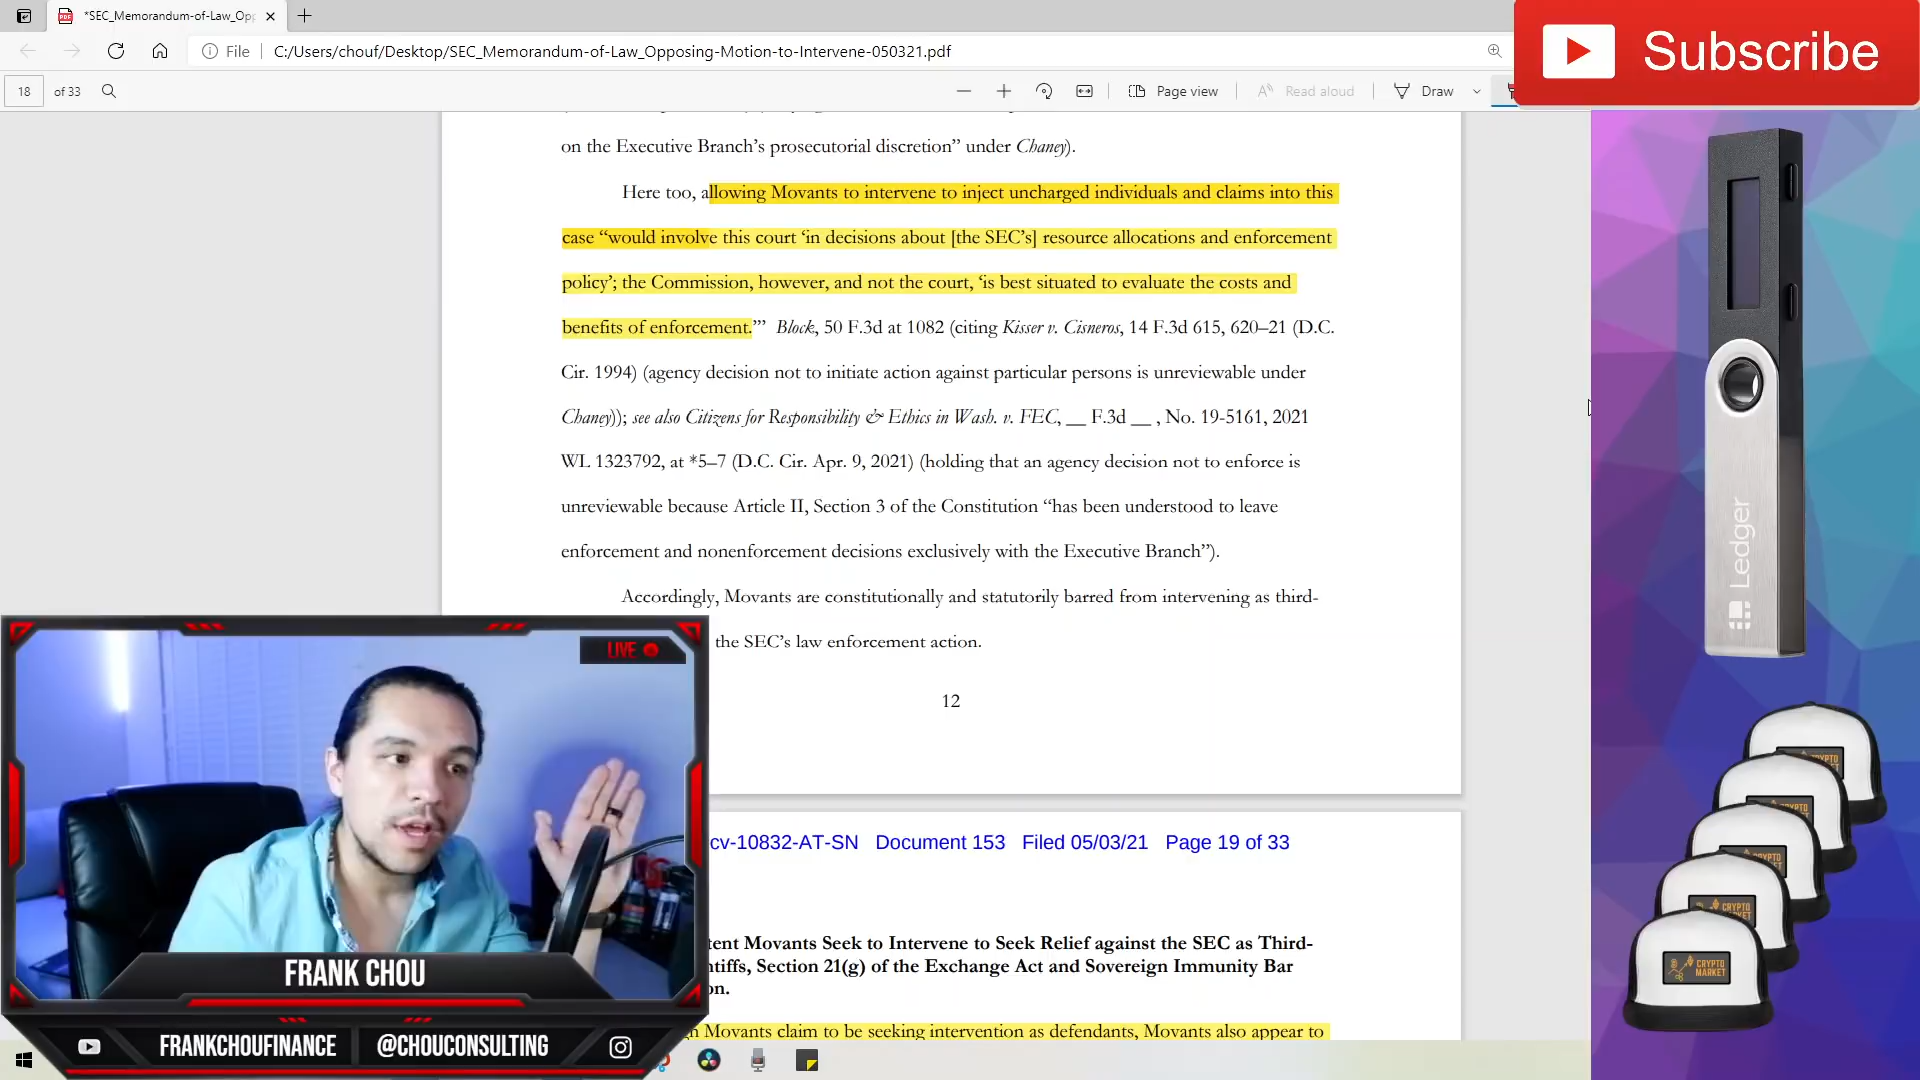 *SEC_Memorandum-of-Law_Opp
File
C:/Users/chouf/Desktop/SEC_Memorandum-of-Law_Opposing-Motion-to-Intervene-050321.pdf
Subscribe
18
of 33
Page view
Read aloud
Draw
on the Executive Branch’s prosecutorial discretion” under Chaney).
Here too, allowing Movants to intervene to inject uncharged individuals and claims into this
case “would involve this court ‘in decisions about [the SEC’s] resource allocations and enforcement
policy’; the Commission, however, and not the court, ‘is best situated to evaluate the costs and
benefits of enforcement.’” Block, 50 F.3d at 1082 (citing Kisser v. Cisneros, 14 F.3d 615, 620–21 (D.C.
Cir. 1994) (agency decision not to initiate action against particular persons is unreviewable under
Chaney)); see also Citizens for Responsibility & Ethics in Wash. v. FEC, __ F.3d __ , No. 19-5161, 2021
WL 1323792, at *5–7 (D.C. Cir. Apr. 9, 2021) (holding that an agency decision not to enforce is
unreviewable because Article II, Section 3 of the Constitution “has been understood to leave
enforcement and nonenforcement decisions exclusively with the Executive Branch”).
Accordingly, Movants are constitutionally and statutorily barred from intervening as third-
the SEC’s law enforcement action.
12
cv-10832-AT-SN Document 153 Filed 05/03/21 Page 19 of 33
tent Movants Seek to Intervene to Seek Relief against the SEC as Third-
ntiffs, Section 21(g) of the Exchange Act and Sovereign Immunity Bar
on.
Movants claim to be seeking intervention as defendants, Movants also appear to
LIVE
FRANK CHOU
FRANKCHOUFINANCE
@CHOUCONSULTING
Ledger
CRYPTO
MARKET